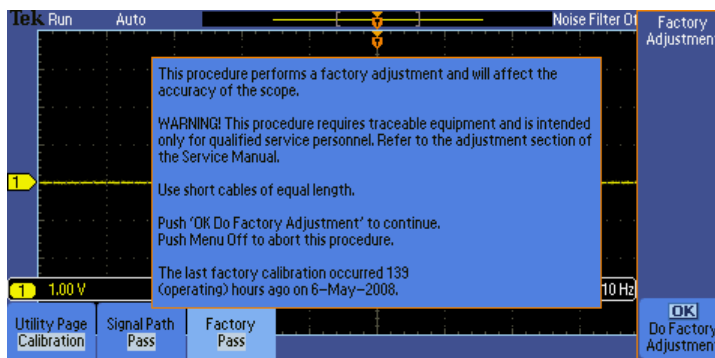 Tek Run Auto Noise Filter Of
Factory
Adjustmen
This procedure performs a factory adjustment and will affect the
accuracy of the scope.
WARNING! This procedure requires traceable equipment and is intended
only for qualified service personnel. Refer to the adjustment section of
the Service Manual.
Use short cables of equal length.
Push ‘OK Do Factory Adjustment’ to continue.
Push Menu Off to abort this procedure.
The last factory calibration occurred 139
(operating) hours ago on 6-May-2008.
1
1 1.00 V
10 Hz
Utility Page
Calibration
Signal Path
Pass
Factory
Pass
OK
Do Factory
Adjustmen